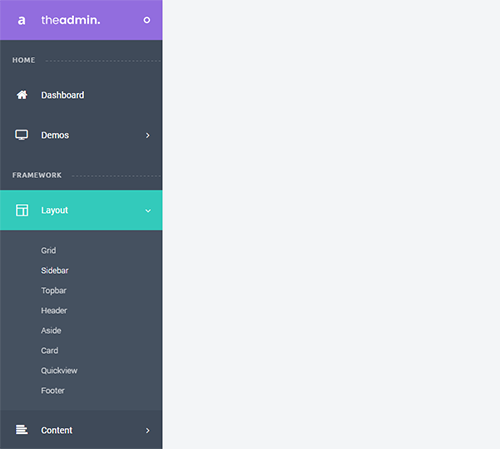 a theadmin.
HOME
Dashboard
Demos
FRAMEWORK
Layout
Grid
Sidebar
Topbar
Header
Aside
Card
Quickview
Footer
Content